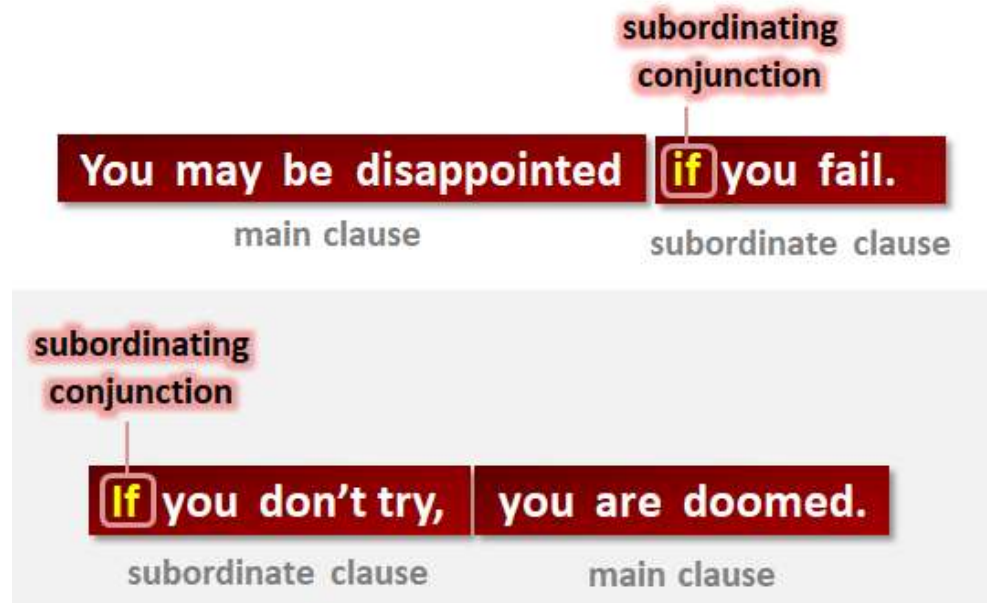 subordinating
conjunction
You may be disappointed if you fail.
main clause
subordinate clause
subordinating
conjunction
If you don't try, you are doomed.
subordinate clause
main clause